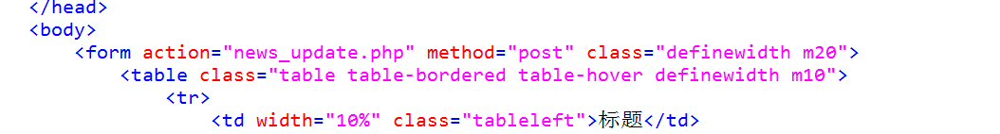 </head>
<body>
<form action="news_update.php" method="post" class="definewidth m20">
<table class="table table-bordered table-hover definewidth m10">
<tr>
<td width="10%" class="tableleft">标题</td>